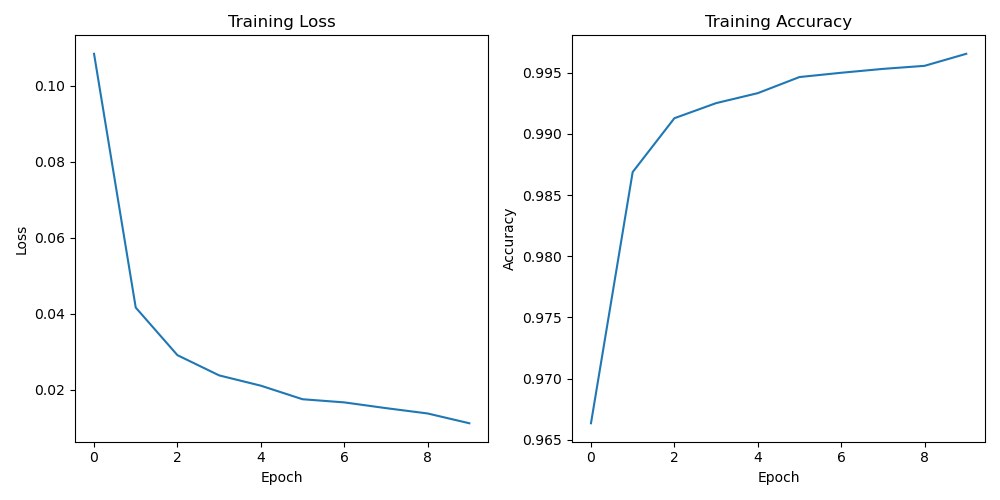 Training Loss
Loss
0.10
0.08
0.06
0.04
0.02
0 2 4 6 8
Epoch
Training Accuracy
Accuracy
0.995
0.990
0.985
0.980
0.975
0.970
0.965
0 2 4 6 8
Epoch